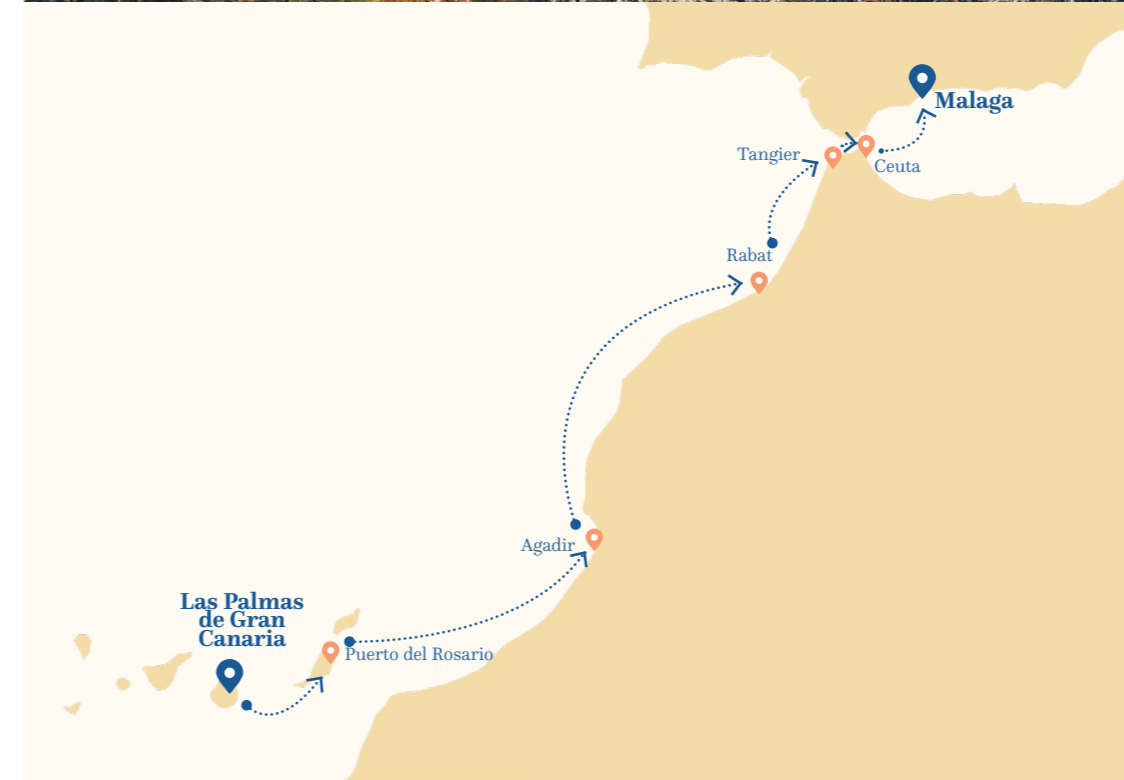 Malaga
Tangier
Ceuta
Rabat
Agadir
Las Palmas
de Gran
Canaria
Puerto del Rosario